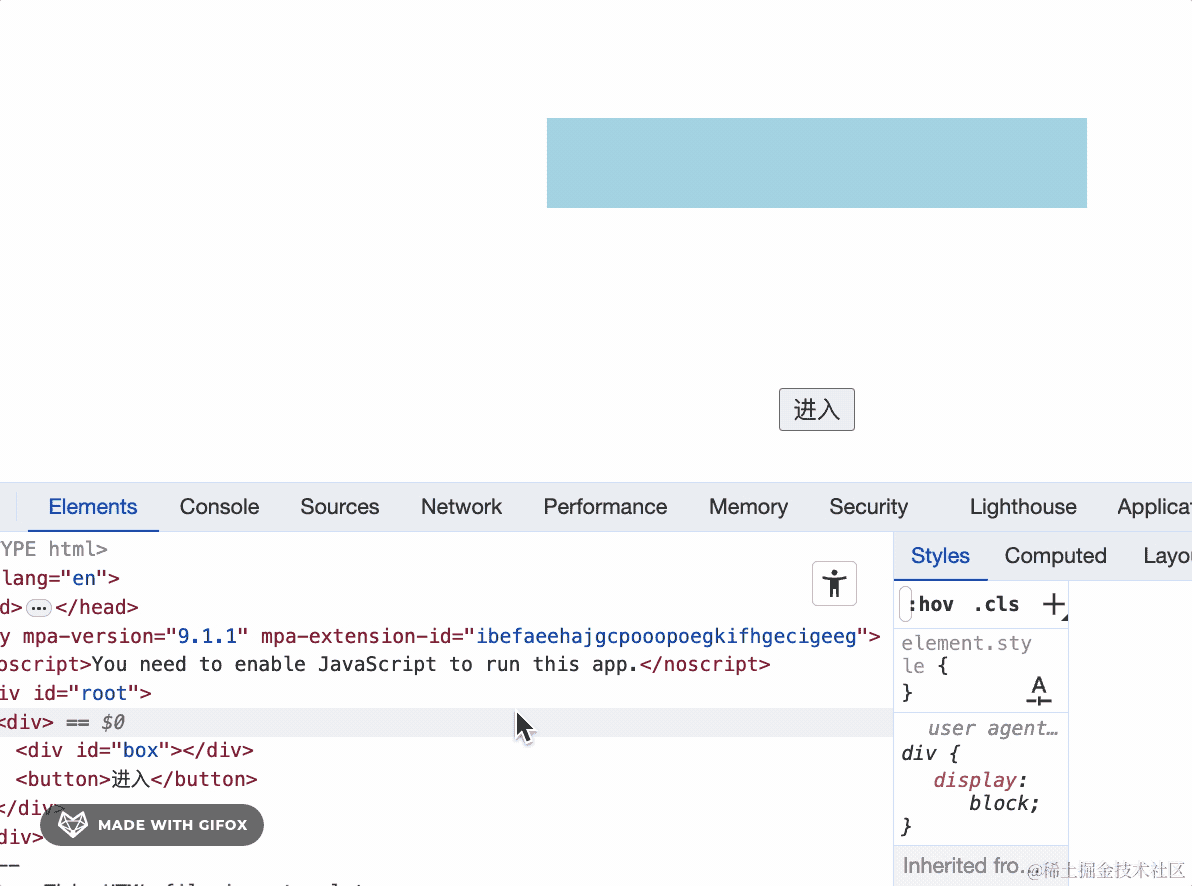 进入
Elements Console Sources Network Performance Memory Security Lighthouse Applicat
YPE html>
lang="en">
d>…</head>
y mpa-version="9.1.1" mpa-extension-id="ibefaeehajgcpooopoegkifhgecigeeg">
oscript>You need to enable JavaScript to run this app.</noscript>
iv id="root">
<div> == $0
<div id="box"></div>
<button>进入</button>
</div>
div>
--
MADE WITH GIFOX
Styles Computed Layou
:hov .cls +
element.sty
le {
}
A
user agent…
div {
display:
block;
}
Inherited fro…
@稀土掘金技术社区